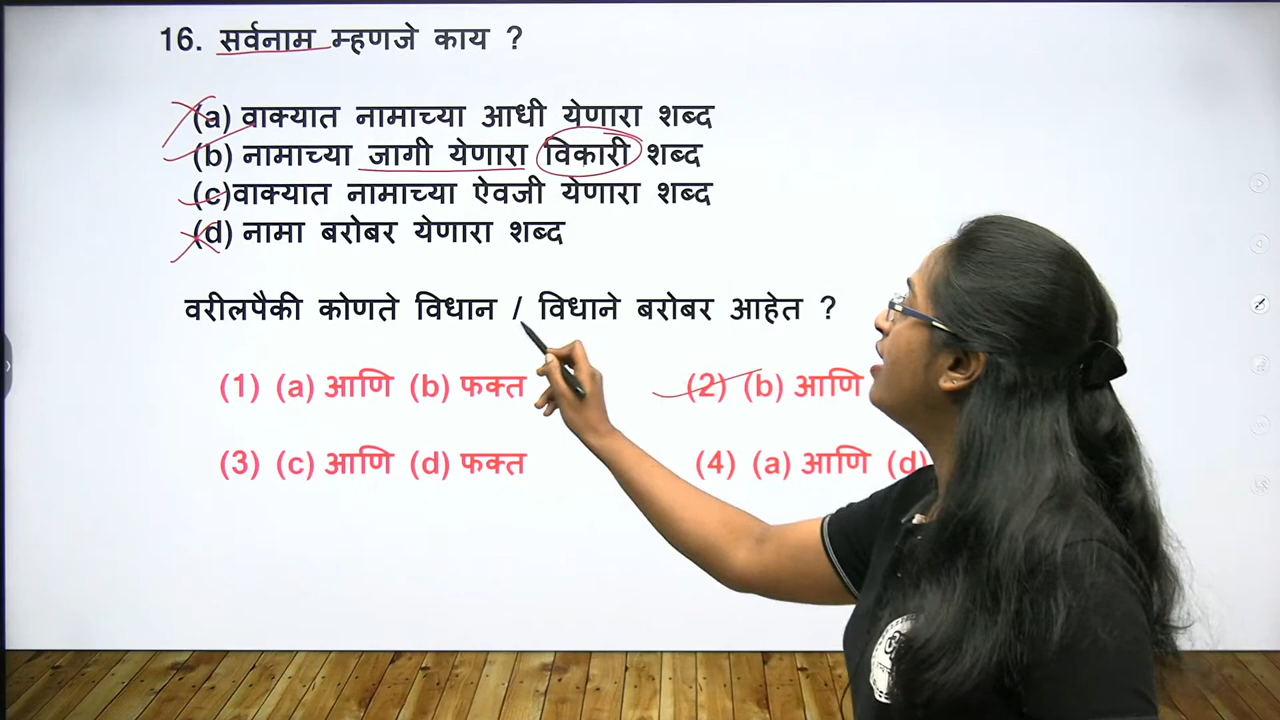 16. सर्वनाम म्हणजे काय ?
(a) वाक्यात नामाच्या आधी येणारा शब्द
(b) नामाच्या जागी येणारा विकारी शब्द
(c)वाक्यात नामाच्या ऐवजी येणारा शब्द
(d) नामा बरोबर येणारा शब्द
वरीलपैकी कोणते विधान / विधाने बरोबर आहेत ?
(1) (a) आणि (b) फक्त (2) (b) आणि
(3) (c) आणि (d) फक्त (4) (a) आणि (d)